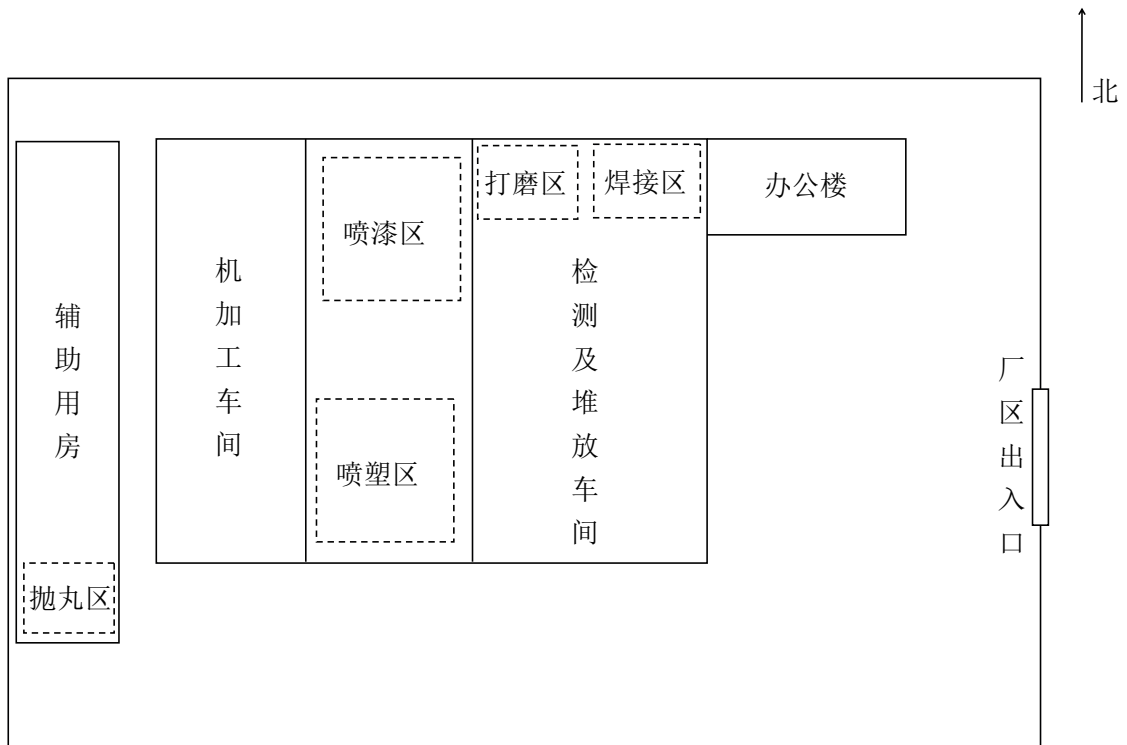 北
打磨区
焊接区
办公楼
喷漆区
机加工车间
检测及堆放车间
辅助用房
厂区出入口
喷塑区
抛丸区